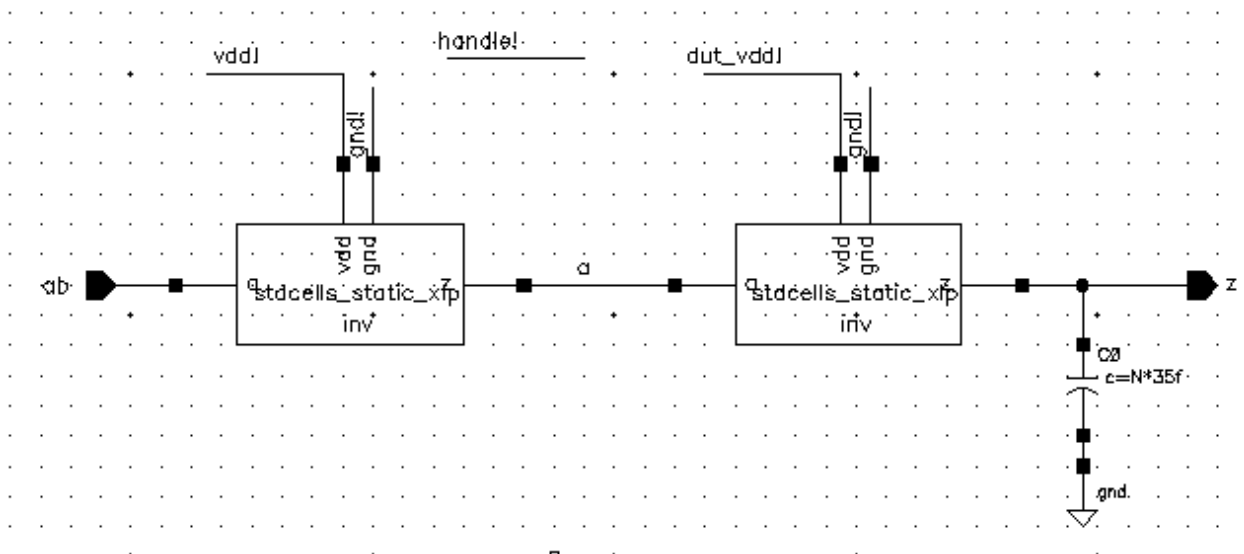 vdd!
handle!
dut_vdd!
gnd!
gnd!
vdd
gnd
vdd
gnd
ab
a
z
a
a
z
z
stdcells_static_xfp
stdcells_static_xfp
inv
inv
C0
c=N*35f
gnd